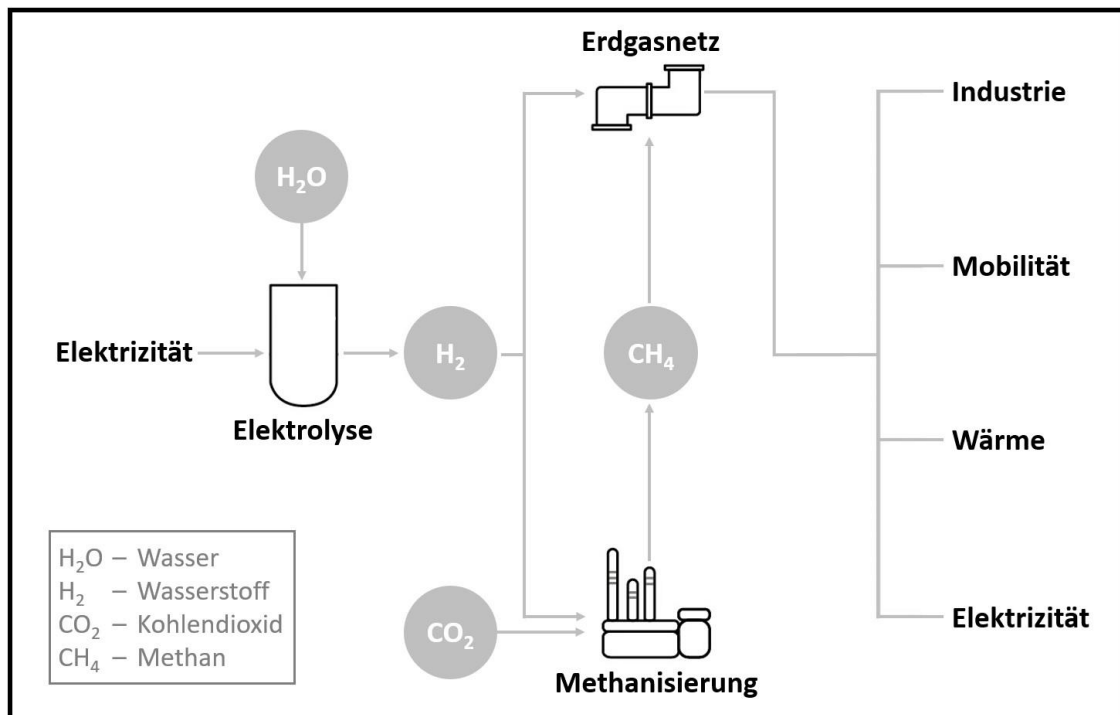 Erdgasnetz
Industrie
H₂O
Mobilität
Elektrizität
H₂
CH₄
Elektrolyse
Wärme
H₂O – Wasser
H₂ – Wasserstoff
CO₂ – Kohlendioxid
CH₄ – Methan
CO₂
Elektrizität
Methanisierung